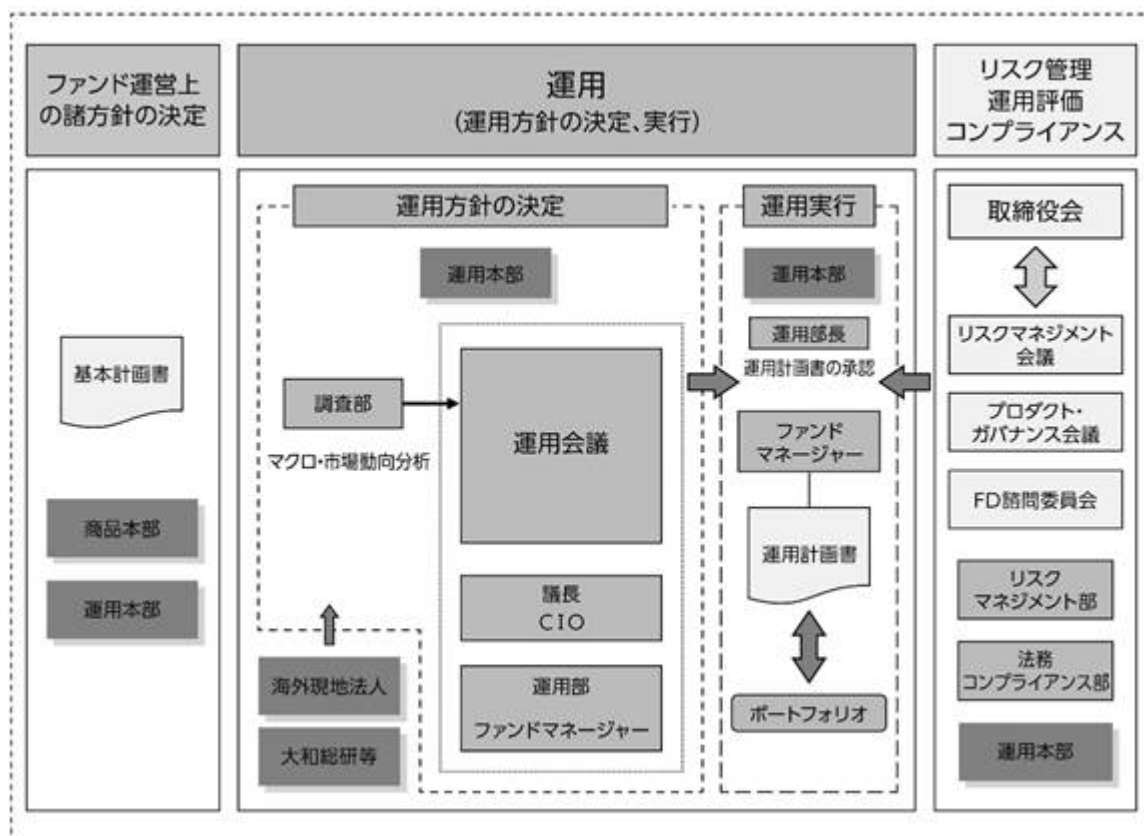 ファンド運営上
の諸方針の決定
運用
(運用方針の決定、実行)
リスク管理
運用評価
コンプライアンス
基本計画書
商品本部
運用本部
運用方針の決定
運用本部
調査部
マクロ・市場動向分析
運用会議
議長
CIO
運用部
ファンドマネージャー
海外現地法人
大和総研等
運用実行
運用本部
運用部長
運用計画書の承認
ファンド
マネージャー
運用計画書
ポートフォリオ
取締役会
リスクマネジメント
会議
プロダクト・
ガバナンス会議
FD諮問委員会
リスク
マネジメント部
法務
コンプライアンス部
運用本部